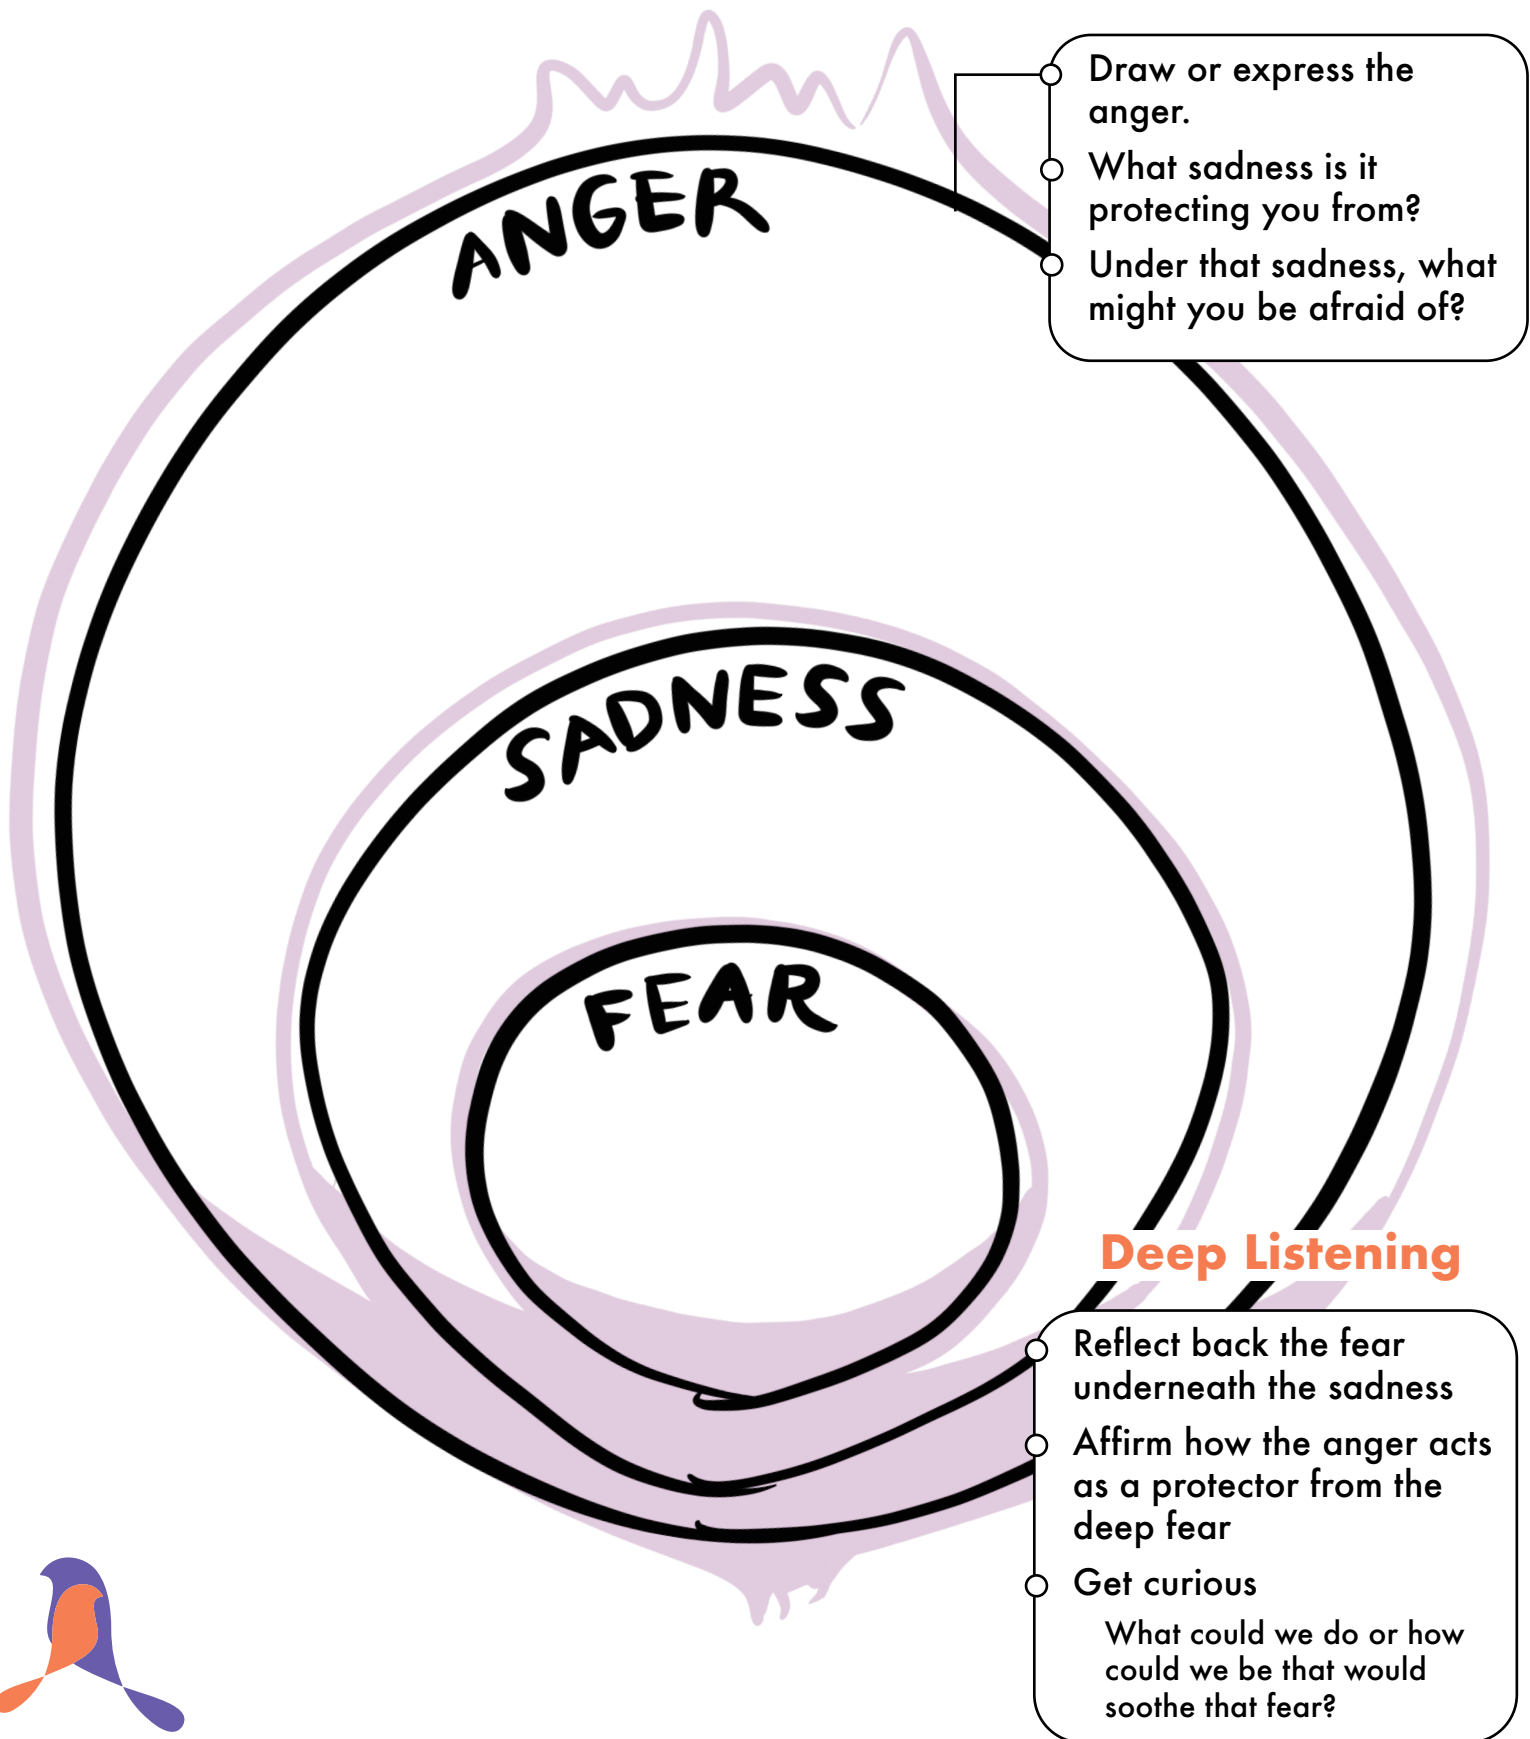 Draw or express the
anger.
What sadness is it
protecting you from?
Under that sadness, what
might you be afraid of?
ANGER
SADNESS
FEAR
Deep Listening
Reflect back the fear
underneath the sadness
Affirm how the anger acts
as a protector from the
deep fear
Get curious
What could we do or how
could we be that would
soothe that fear?